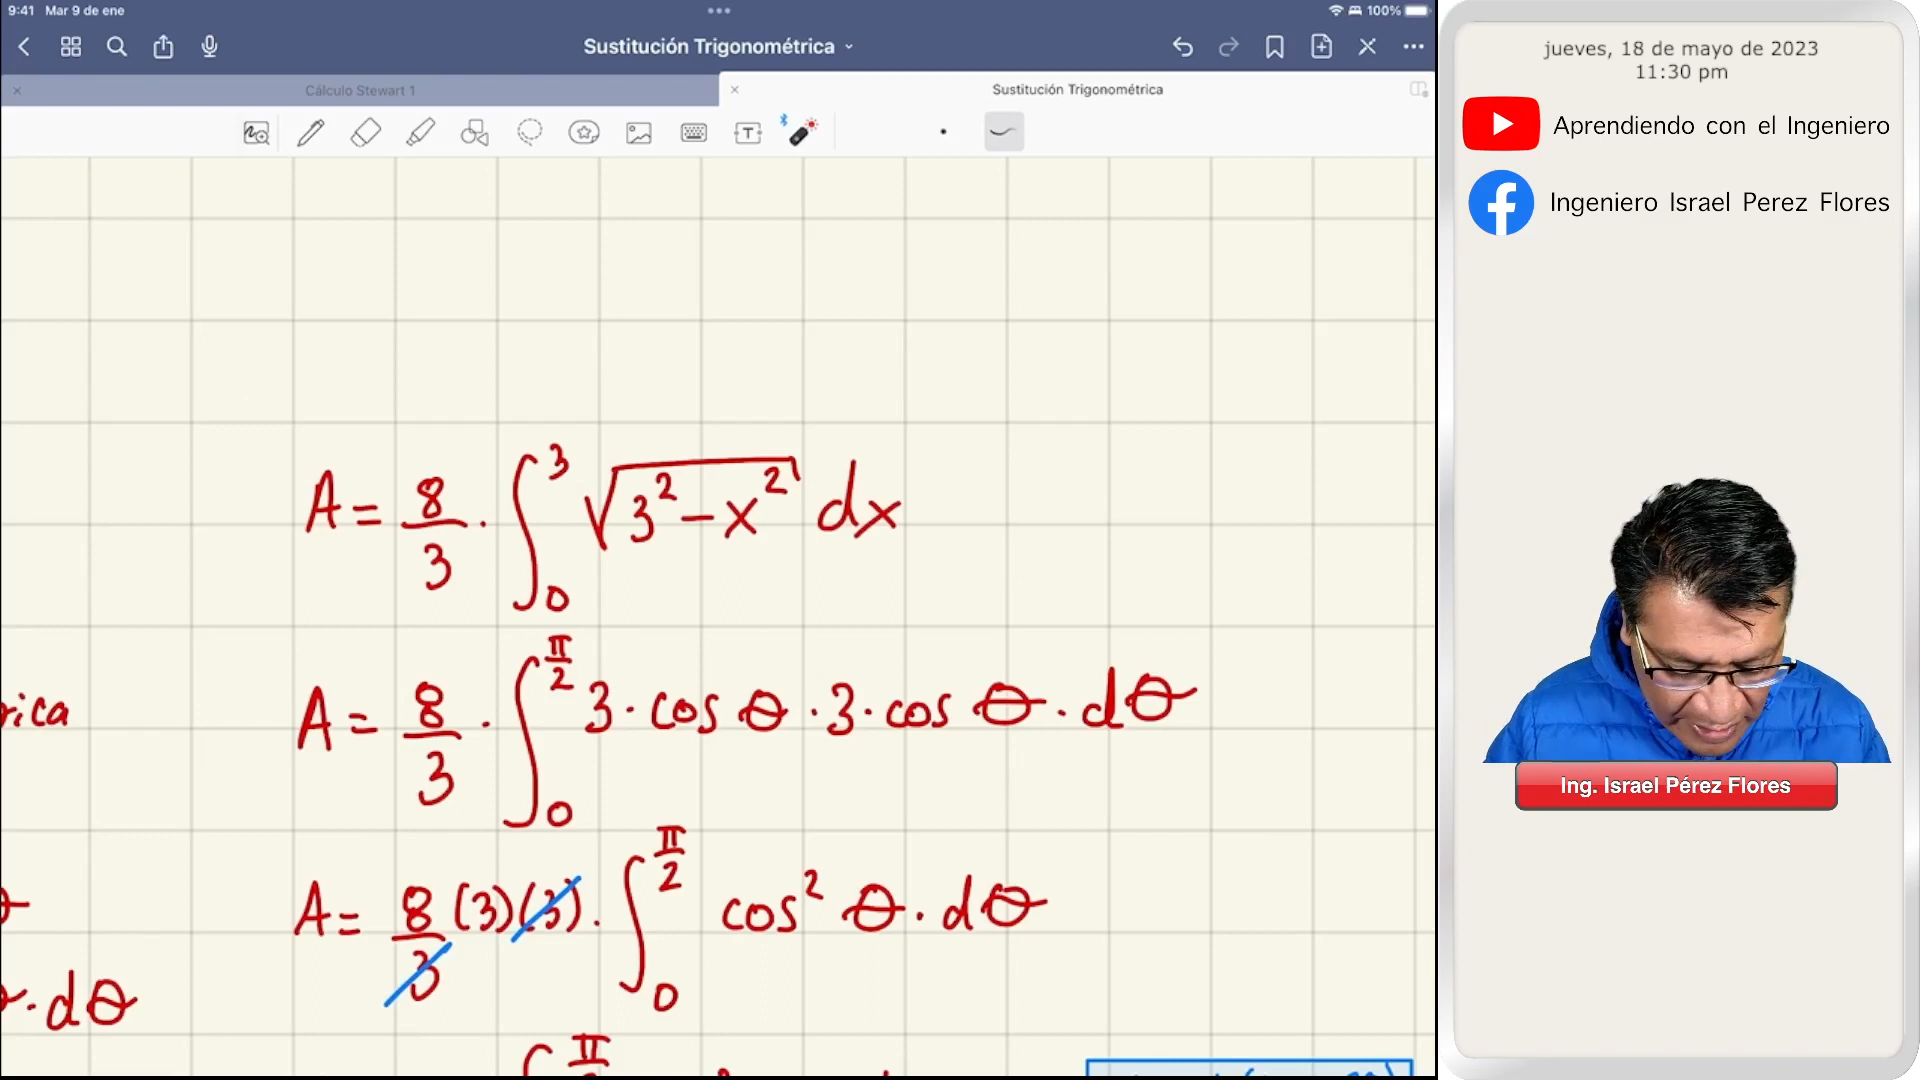 9:41 Mar 9 de ene
100%
Sustitución Trigonométrica
Cálculo Stewart 1
Sustitución Trigonométrica
T
A = 8/3 · ∫₀³ √(3² − x²) dx
rica
A = 8/3 · ∫₀^(π/2) 3 · cos θ · 3 · cos θ · dθ
A = 8/3 (3)(3) · ∫₀^(π/2) cos² θ · dθ
· dθ
π
jueves, 18 de mayo de 2023
11:30 pm
Aprendiendo con el Ingeniero
Ingeniero Israel Perez Flores
Ing. Israel Pérez Flores